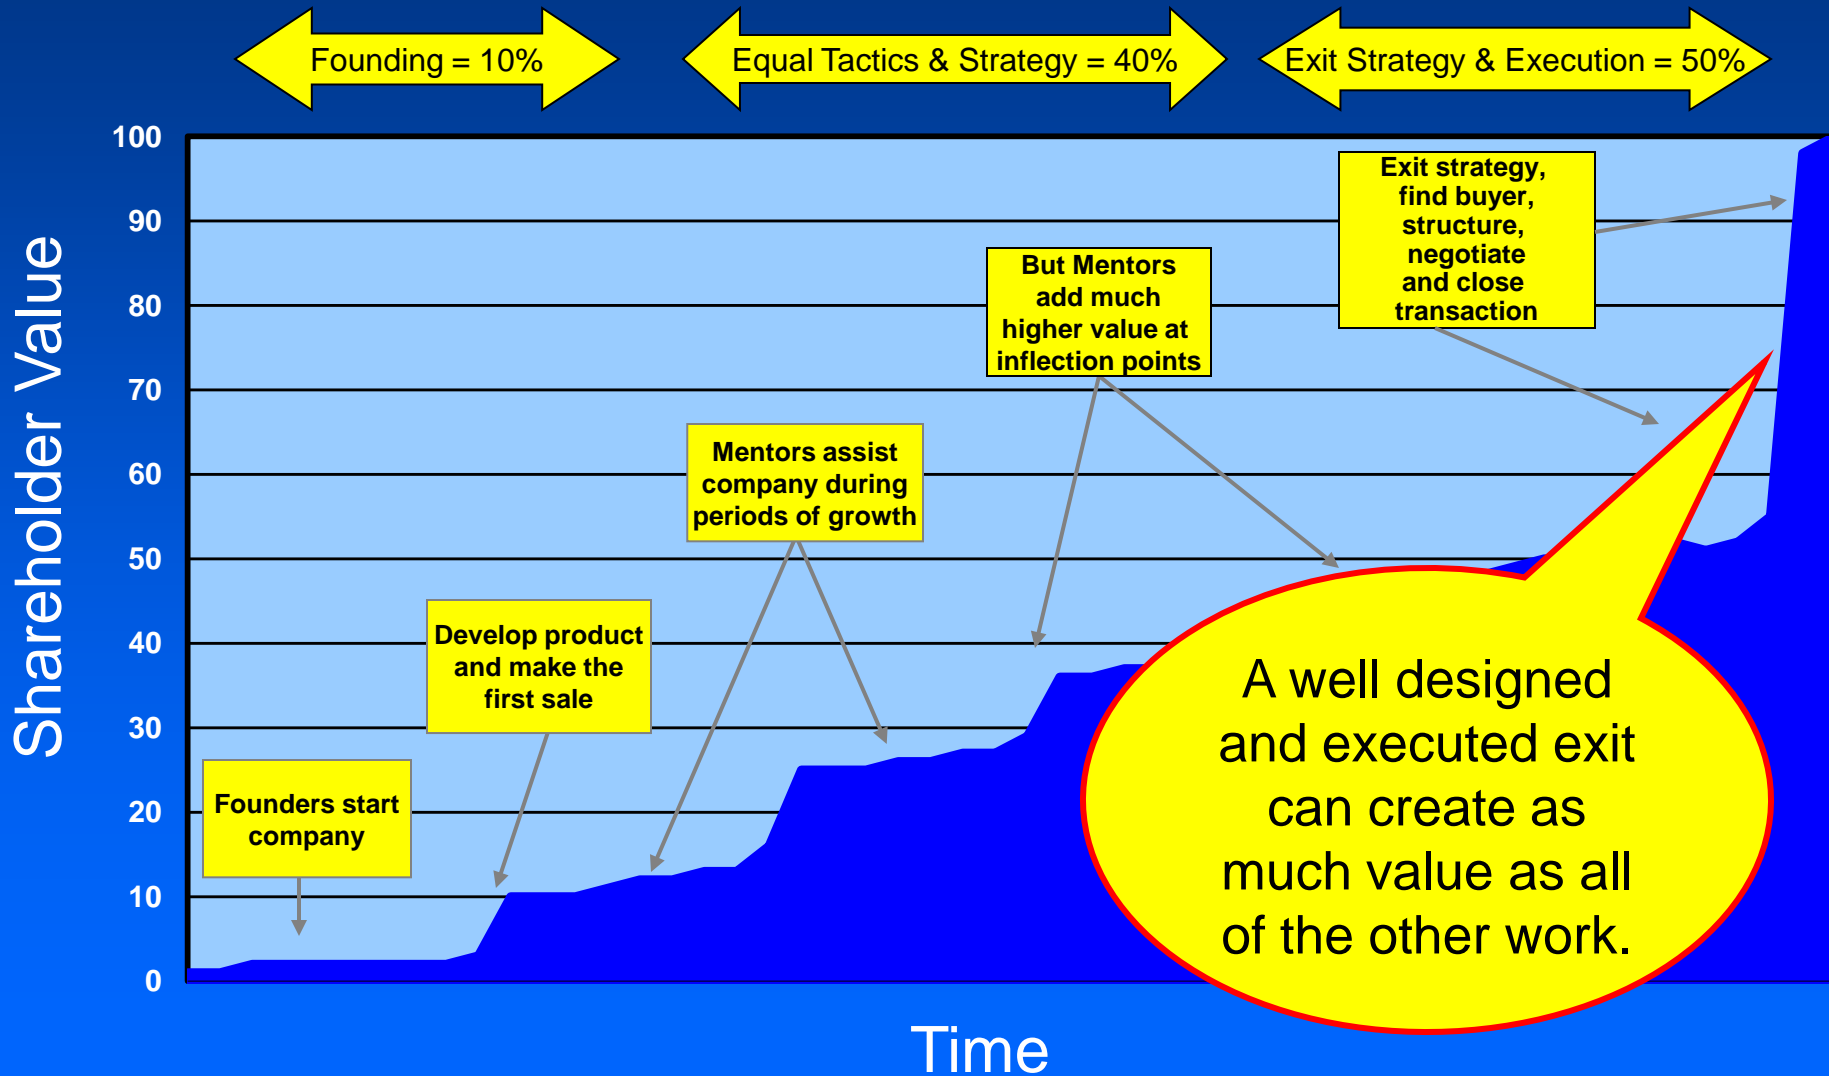 Founding = 10%
Equal Tactics & Strategy = 40%
Exit Strategy & Execution = 50%
Shareholder Value
100
90
80
70
60
50
40
30
20
10
0
Founders start
company
Develop product
and make the
first sale
Mentors assist
company during
periods of growth
But Mentors
add much
higher value at
inflection points
Exit strategy,
find buyer,
structure,
negotiate
and close
transaction
A well designed
and executed exit
can create as
much value as all
of the other work.
Time